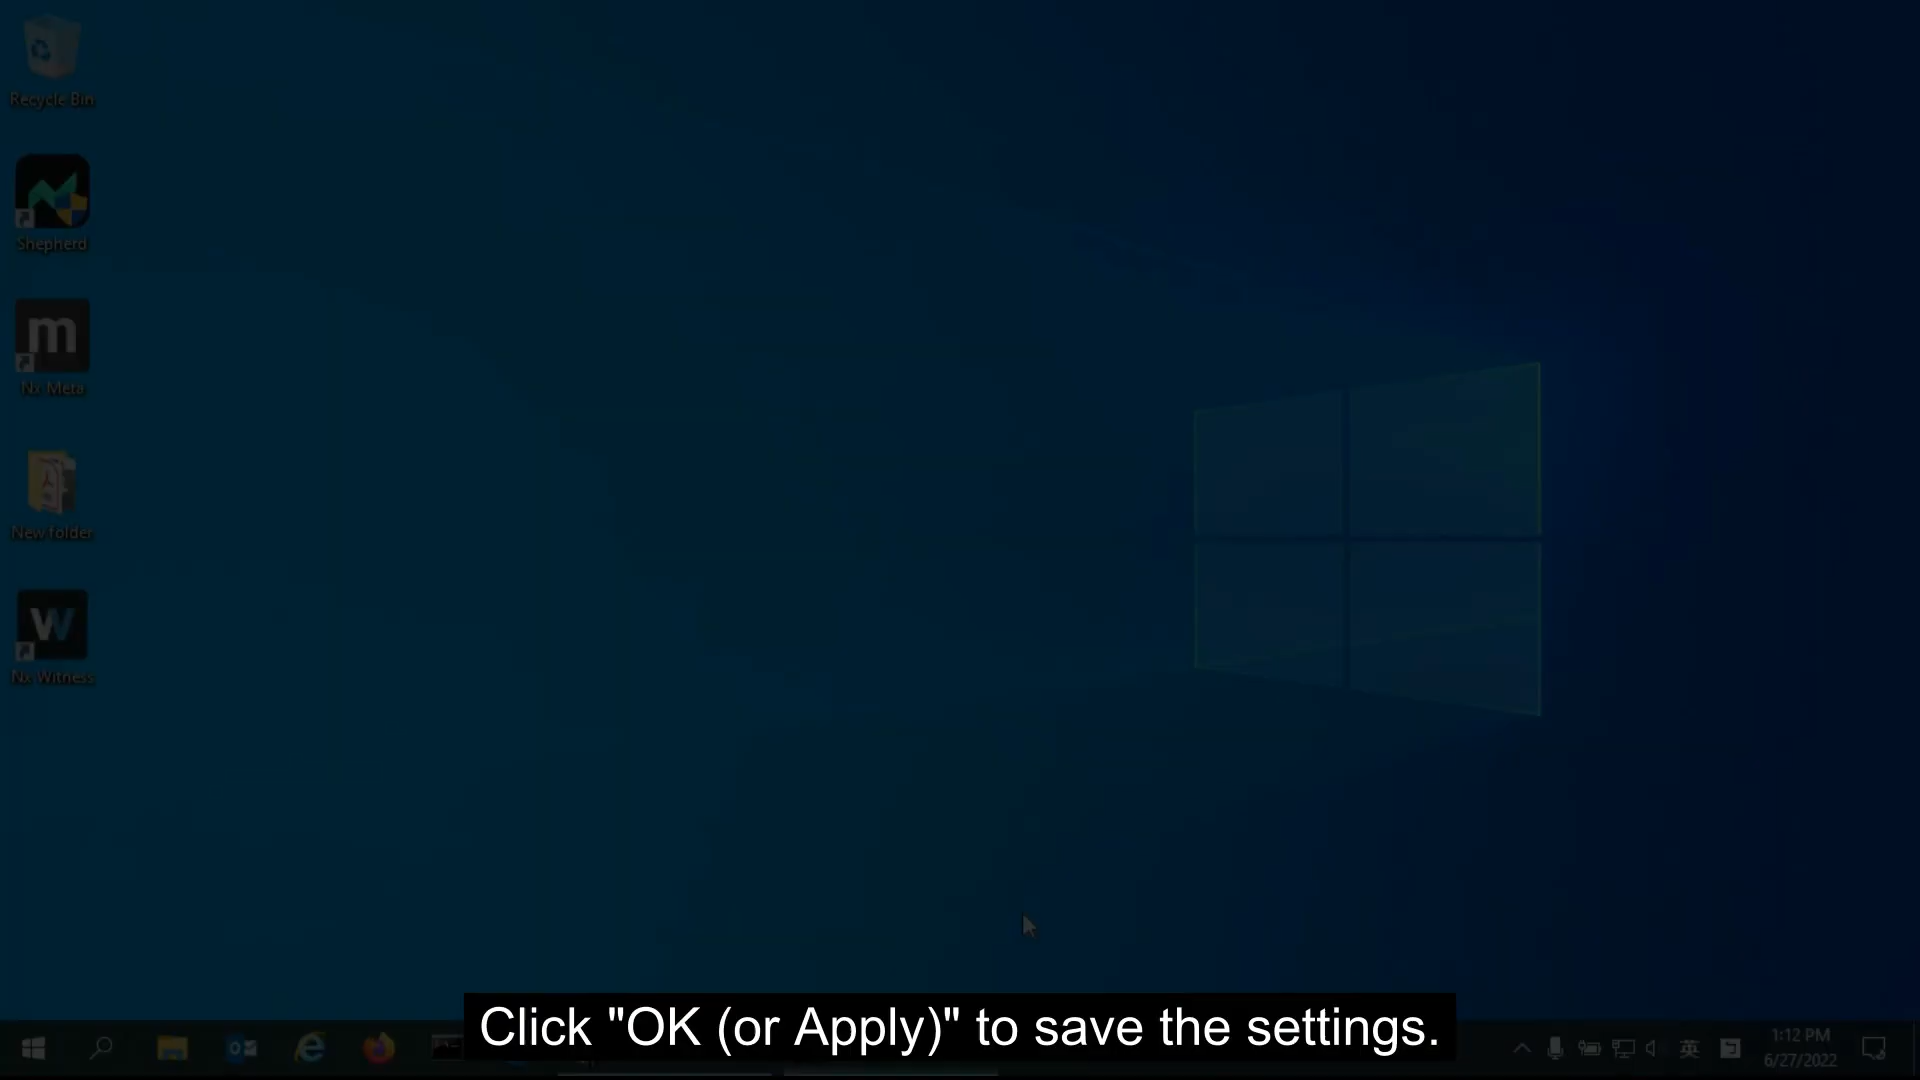 Recycle Bin
Shepherd
m
Nx Meta
New folder
W
Nx Witness
Click "OK (or Apply)" to save the settings.
英
1:12 PM
6/27/2022